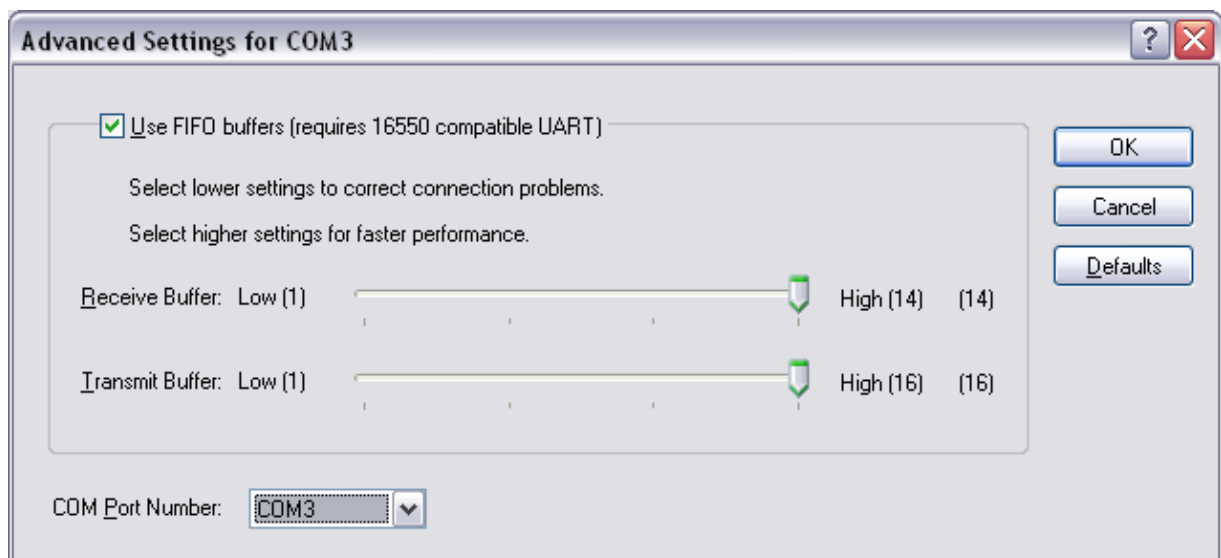 Advanced Settings for COM3
?
Use FIFO buffers (requires 16550 compatible UART)
OK
Select lower settings to correct connection problems.
Cancel
Select higher settings for faster performance.
Defaults
Receive Buffer: Low (1) High (14) (14)
Transmit Buffer: Low (1) High (16) (16)
COM Port Number: COM3